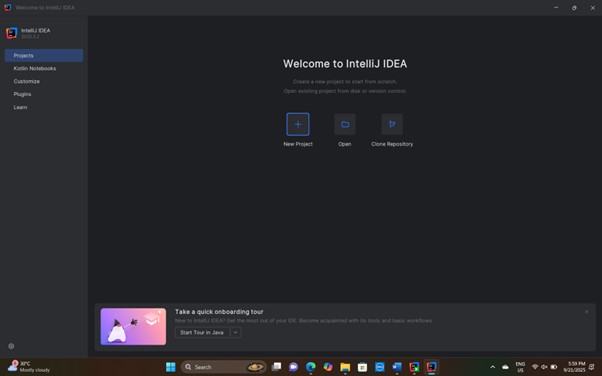 Welcome to IntelliJ IDEA
IntelliJ IDEA
2025.2.2
Projects
Kotlin Notebooks
Customize
Plugins
Learn
Welcome to IntelliJ IDEA
Create a new project to start from scratch.
Open existing project from disk or version control.
New Project
Open
Clone Repository
Take a quick onboarding tour
New to IntelliJ IDEA? Get the most out of your IDE. Become acquainted with its tools and basic workflows.
Start Tour in Java
30°C
Mostly cloudy
Search
ENG
US
5:59 PM
9/21/2025